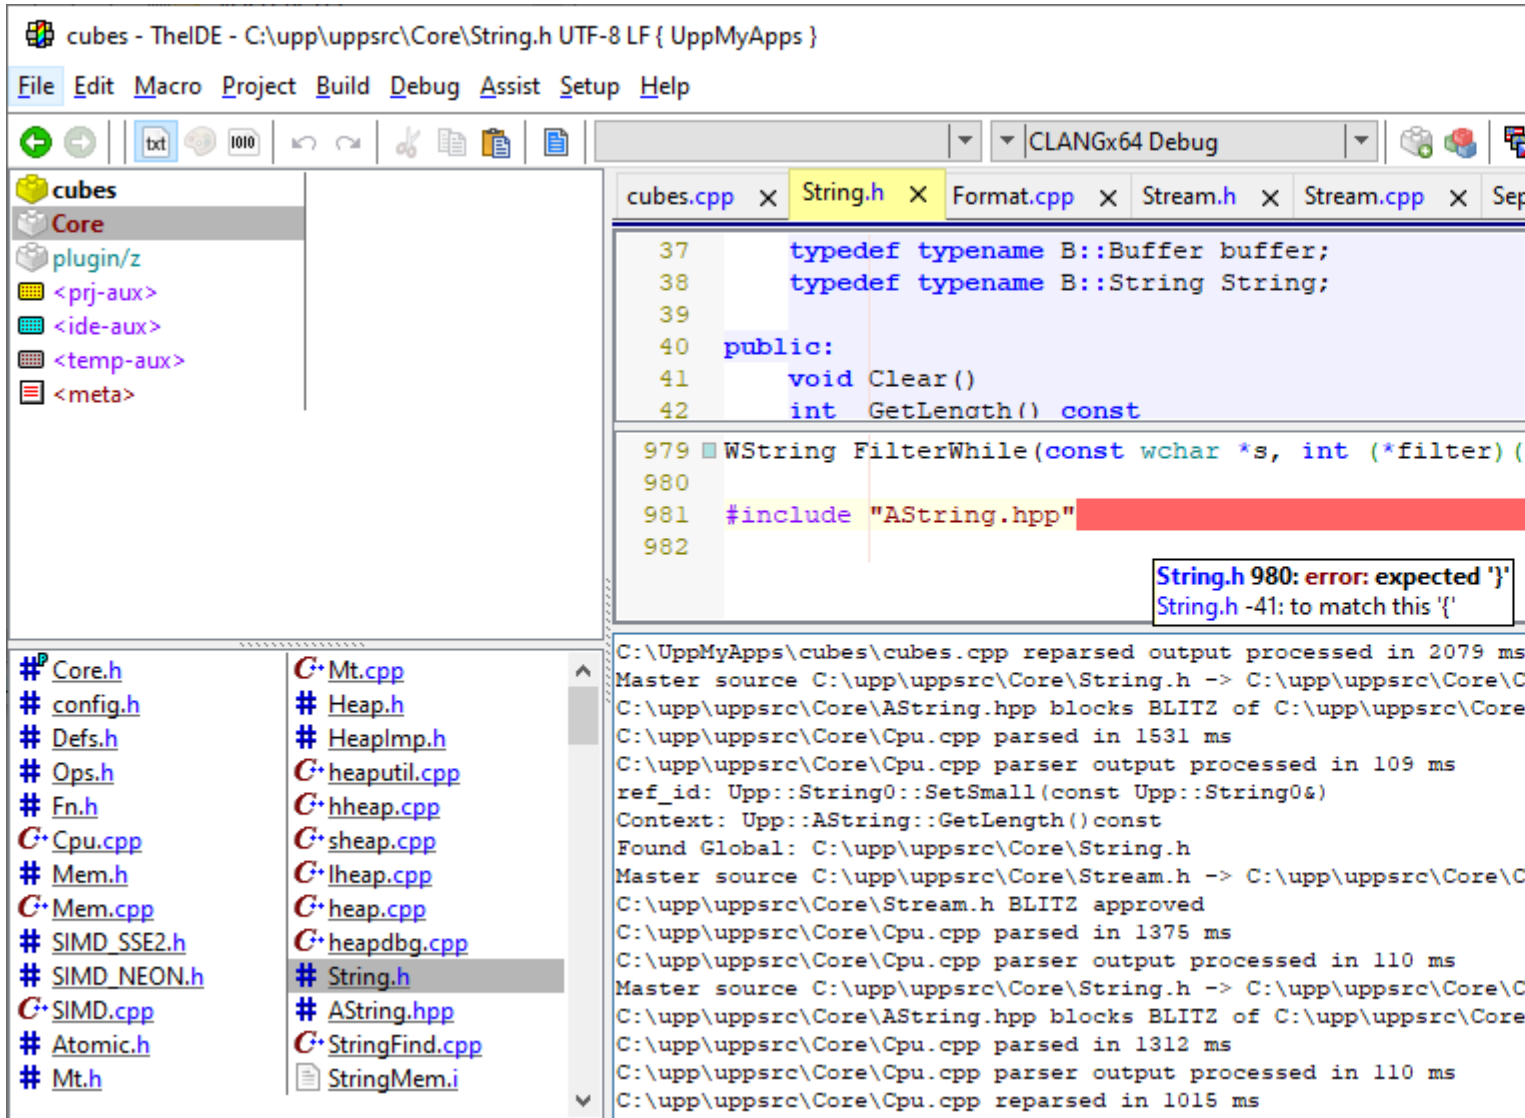 cubes - TheIDE - C:\upp\uppsrc\Core\String.h UTF-8 LF { UppMyApps }
File Edit Macro Project Build Debug Assist Setup Help
txt 1010 CLANGx64 Debug
cubes
Core
plugin/z
<prj-aux>
<ide-aux>
<temp-aux>
<meta>
cubes.cpp String.h Format.cpp Stream.h Stream.cpp Sep
37 typedef typename B::Buffer buffer;
38 typedef typename B::String String;
39
40 public:
41 void Clear()
42 int GetLength() const
979 WString FilterWhile(const wchar *s, int (*filter)(
980
981 #include "AString.hpp"
982
String.h 980: error: expected '}'
String.h -41: to match this '{'
Core.h
config.h
Defs.h
Ops.h
Fn.h
Cpu.cpp
Mem.h
Mem.cpp
SIMD_SSE2.h
SIMD_NEON.h
SIMD.cpp
Atomic.h
Mt.h
Mt.cpp
Heap.h
HeapImp.h
heaputil.cpp
hheap.cpp
sheap.cpp
lheap.cpp
heap.cpp
heapdbg.cpp
String.h
AString.hpp
StringFind.cpp
StringMem.i
C:\UppMyApps\cubes\cubes.cpp reparsed output processed in 2079 ms
Master source C:\upp\uppsrc\Core\String.h -> C:\upp\uppsrc\Core\C
C:\upp\uppsrc\Core\AString.hpp blocks BLITZ of C:\upp\uppsrc\Core
C:\upp\uppsrc\Core\Cpu.cpp parsed in 1531 ms
C:\upp\uppsrc\Core\Cpu.cpp parser output processed in 109 ms
ref_id: Upp::String0::SetSmall(const Upp::String0&)
Context: Upp::AString::GetLength()const
Found Global: C:\upp\uppsrc\Core\String.h
Master source C:\upp\uppsrc\Core\Stream.h -> C:\upp\uppsrc\Core\C
C:\upp\uppsrc\Core\Stream.h BLITZ approved
C:\upp\uppsrc\Core\Cpu.cpp parsed in 1375 ms
C:\upp\uppsrc\Core\Cpu.cpp parser output processed in 110 ms
Master source C:\upp\uppsrc\Core\String.h -> C:\upp\uppsrc\Core\C
C:\upp\uppsrc\Core\AString.hpp blocks BLITZ of C:\upp\uppsrc\Core
C:\upp\uppsrc\Core\Cpu.cpp parsed in 1312 ms
C:\upp\uppsrc\Core\Cpu.cpp parser output processed in 110 ms
C:\upp\uppsrc\Core\Cpu.cpp reparsed in 1015 ms